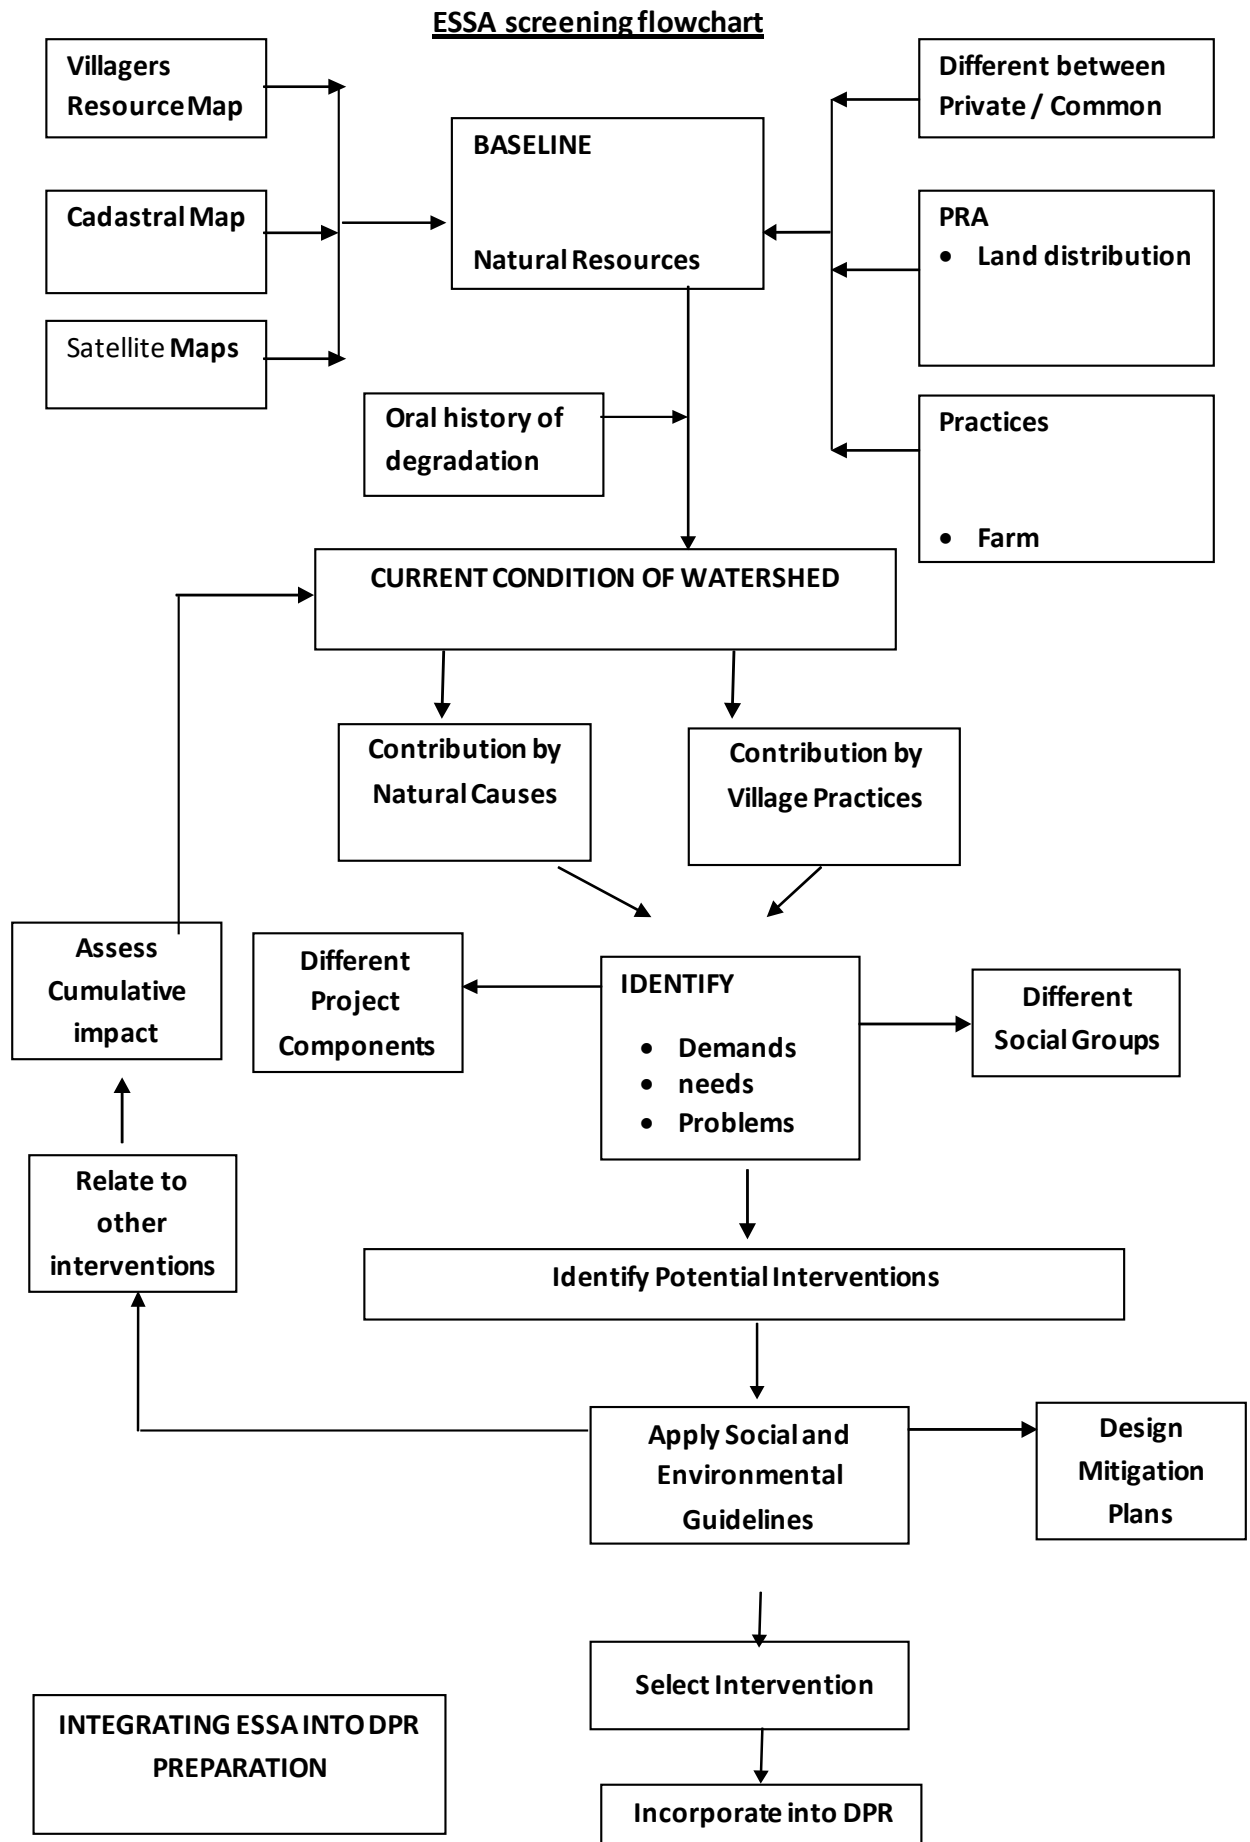 ESSA screening flowchart
Villagers
Resource Map
Different between
Private / Common
BASELINE
Natural Resources
Cadastral Map
PRA
• Land distribution
Satellite Maps
Oral history of
degradation
Practices
• Farm
CURRENT CONDITION OF WATERSHED
Contribution by
Natural Causes
Contribution by
Village Practices
Assess
Cumulative
impact
Different
Project
Components
IDENTIFY
• Demands
• needs
• Problems
Different
Social Groups
Relate to
other
interventions
Identify Potential Interventions
Apply Social and
Environmental
Guidelines
Design
Mitigation
Plans
Select Intervention
INTEGRATING ESSA INTO DPR
PREPARATION
Incorporate into DPR